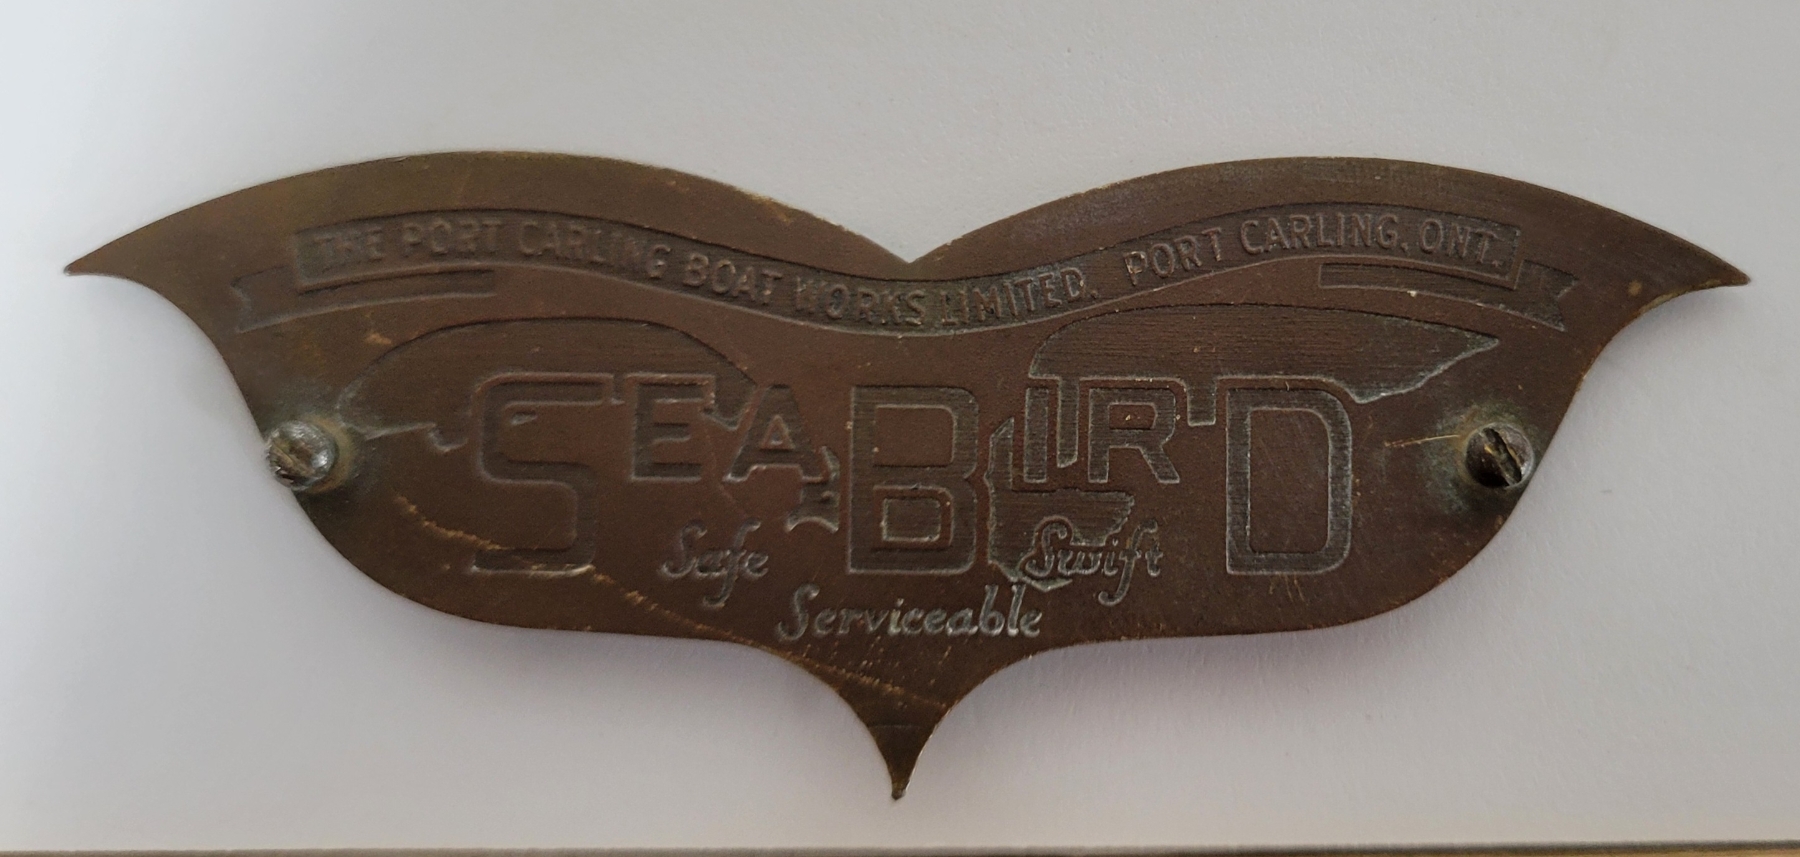 THE PORT CARLING BOAT WORKS LIMITED. PORT CARLING, ONT.
SEABIRD
Safe Swift
Serviceable